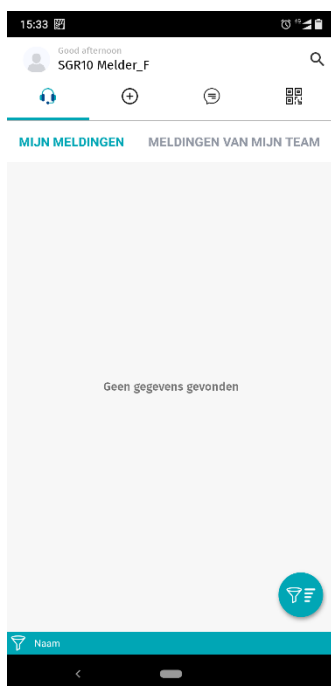 15:33
Good afternoon
SGR10 Melder_F
MIJN MELDINGEN MELDINGEN VAN MIJN TEAM
Geen gegevens gevonden
Naam